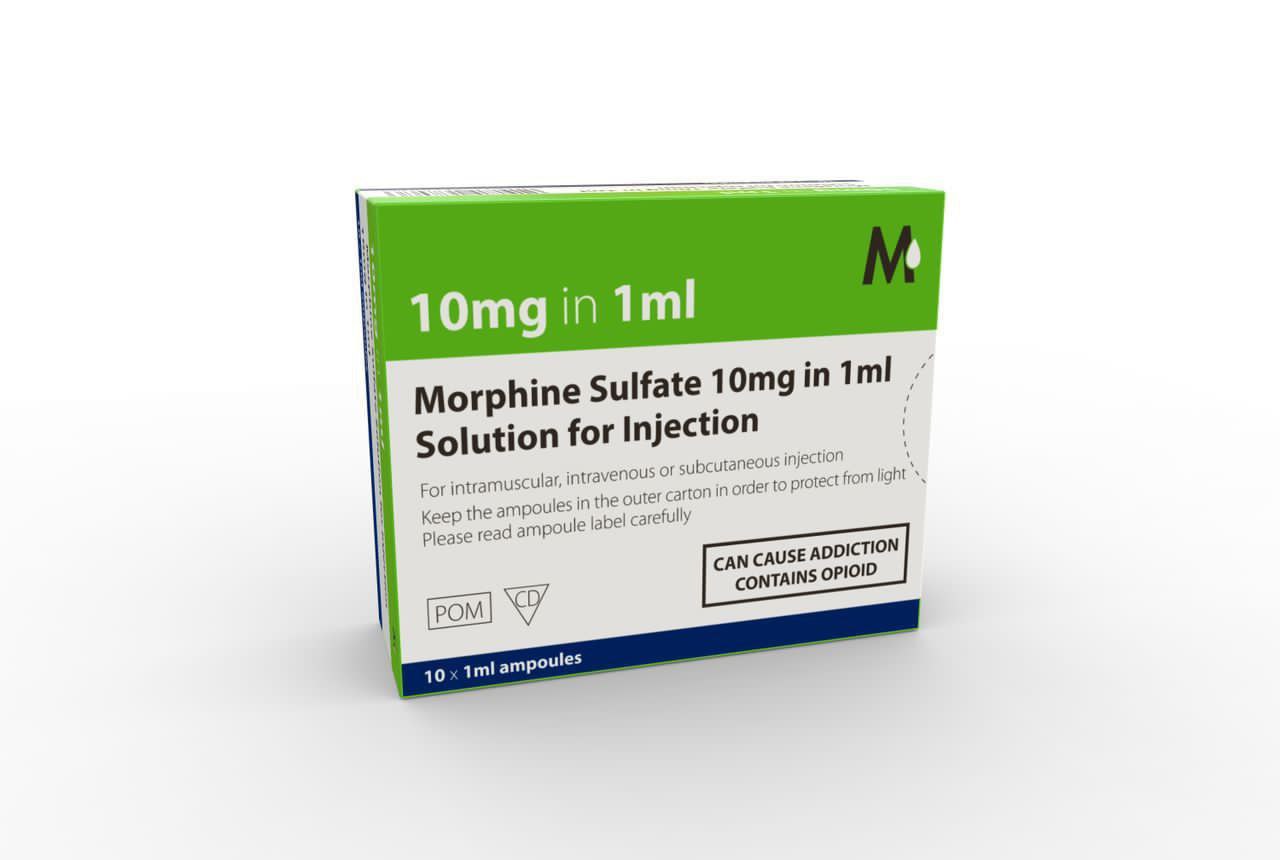 10mg in 1ml
M
Morphine Sulfate 10mg in 1ml
Solution for Injection
For intramuscular, intravenous or subcutaneous injection
Keep the ampoules in the outer carton in order to protect from light
Please read ampoule label carefully
CAN CAUSE ADDICTION
CONTAINS OPIOID
POM
CD
10 x 1ml ampoules